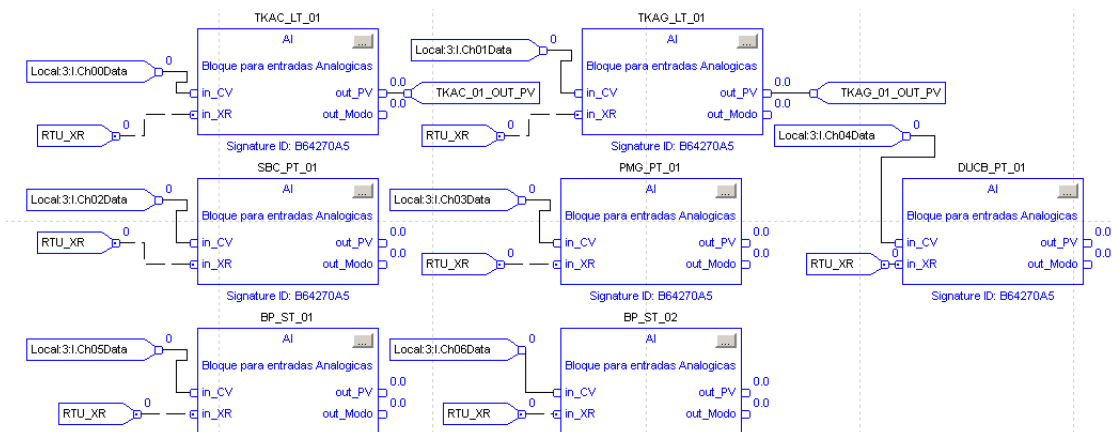 TKAC_LT_01
TKAG_LT_01
0
AI
...
0
AI
...
Local:3:I.Ch00Data
Bloque para entradas Analogicas
Local:3:I.Ch01Data
Bloque para entradas Analogicas
in_CV
out_PV
0.0
TKAC_01_OUT_PV
in_CV
out_PV
0.0
TKAG_01_OUT_PV
in_XR
out_Modo
0.0
in_XR
out_Modo
0.0
RTU_XR
0
RTU_XR
0
Local:3:I.Ch04Data
0
Signature ID: B64270A5
Signature ID: B64270A5
SBC_PT_01
PMG_PT_01
DUCB_PT_01
0
AI
...
0
AI
...
AI
...
Local:3:I.Ch02Data
Bloque para entradas Analogicas
Local:3:I.Ch03Data
Bloque para entradas Analogicas
Bloque para entradas Analogicas
RTU_XR
0
in_CV
out_PV
0.0
in_CV
out_PV
0.0
in_CV
out_PV
0.0
in_XR
out_Modo
0.0
RTU_XR
0
in_XR
out_Modo
0.0
RTU_XR
0
in_XR
out_Modo
0.0
Signature ID: B64270A5
Signature ID: B64270A5
Signature ID: B64270A5
BP_ST_01
BP_ST_02
0
AI
...
0
AI
...
Local:3:I.Ch05Data
Bloque para entradas Analogicas
Local:3:I.Ch06Data
Bloque para entradas Analogicas
in_CV
out_PV
0.0
in_CV
out_PV
0.0
RTU_XR
0
in_XR
out_Modo
0.0
RTU_XR
0
in_XR
out_Modo
0.0